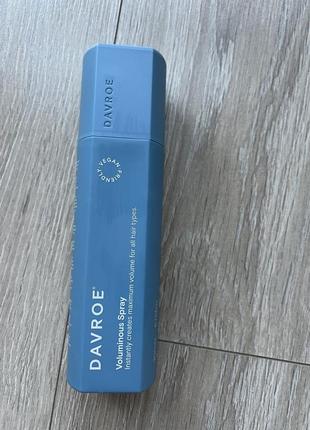 DAVROE
VEGAN · FRIENDLY
DAVROE®
Voluminous Spray
Instantly creates maximum volume for all hair types.